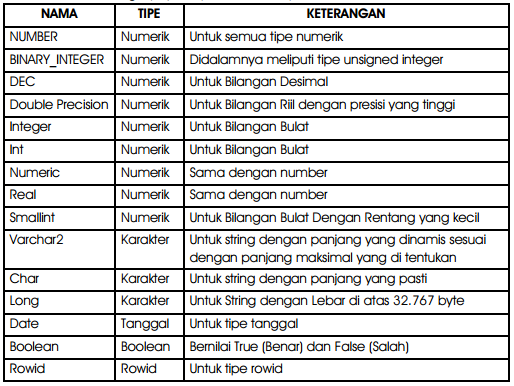 NAMA TIPE KETERANGAN
NUMBER Numerik Untuk semua tipe numerik
BINARY_INTEGER Numerik Didalamnya meliputi tipe unsigned integer
DEC Numerik Untuk Bilangan Desimal
Double Precision Numerik Untuk Bilangan Riil dengan presisi yang tinggi
Integer Numerik Untuk Bilangan Bulat
Int Numerik Untuk Bilangan Bulat
Numeric Numerik Sama dengan number
Real Numerik Sama dengan number
Smallint Numerik Untuk Bilangan Bulat Dengan Rentang yang kecil
Varchar2 Karakter Untuk string dengan panjang yang dinamis sesuai
dengan panjang maksimal yang di tentukan
Char Karakter Untuk string dengan panjang yang pasti
Long Karakter Untuk String dengan Lebar di atas 32.767 byte
Date Tanggal Untuk tipe tanggal
Boolean Boolean Bernilai True (Benar) dan False (Salah)
Rowid Rowid Untuk tipe rowid